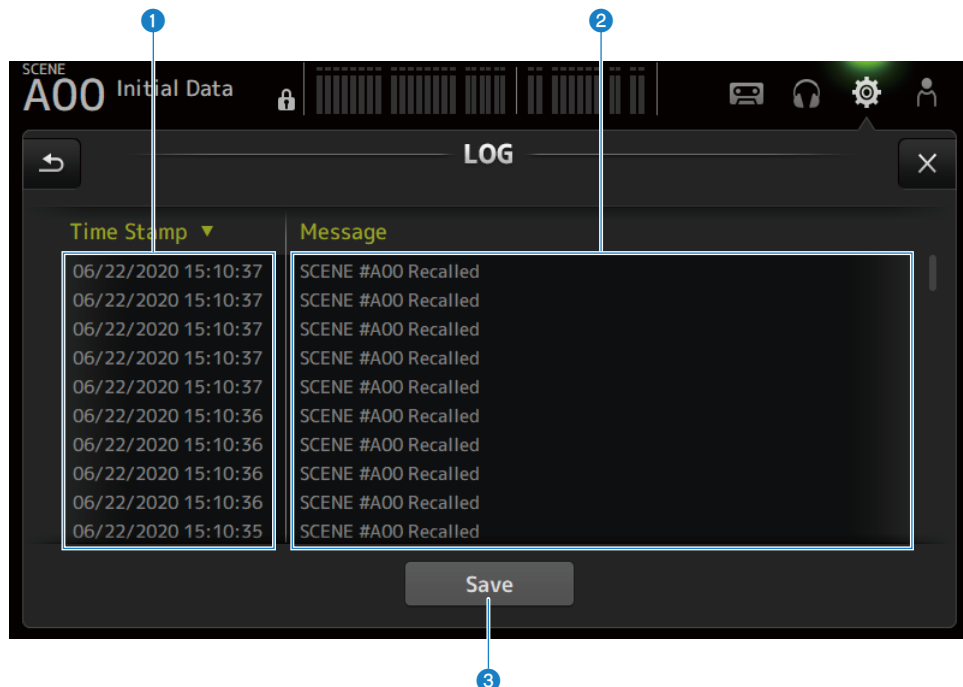 1 2
SCENE
A00 Initial Data
LOG
Time Stamp ▼ Message
06/22/2020 15:10:37 SCENE #A00 Recalled
06/22/2020 15:10:37 SCENE #A00 Recalled
06/22/2020 15:10:37 SCENE #A00 Recalled
06/22/2020 15:10:37 SCENE #A00 Recalled
06/22/2020 15:10:37 SCENE #A00 Recalled
06/22/2020 15:10:36 SCENE #A00 Recalled
06/22/2020 15:10:36 SCENE #A00 Recalled
06/22/2020 15:10:36 SCENE #A00 Recalled
06/22/2020 15:10:36 SCENE #A00 Recalled
06/22/2020 15:10:35 SCENE #A00 Recalled
Save
3